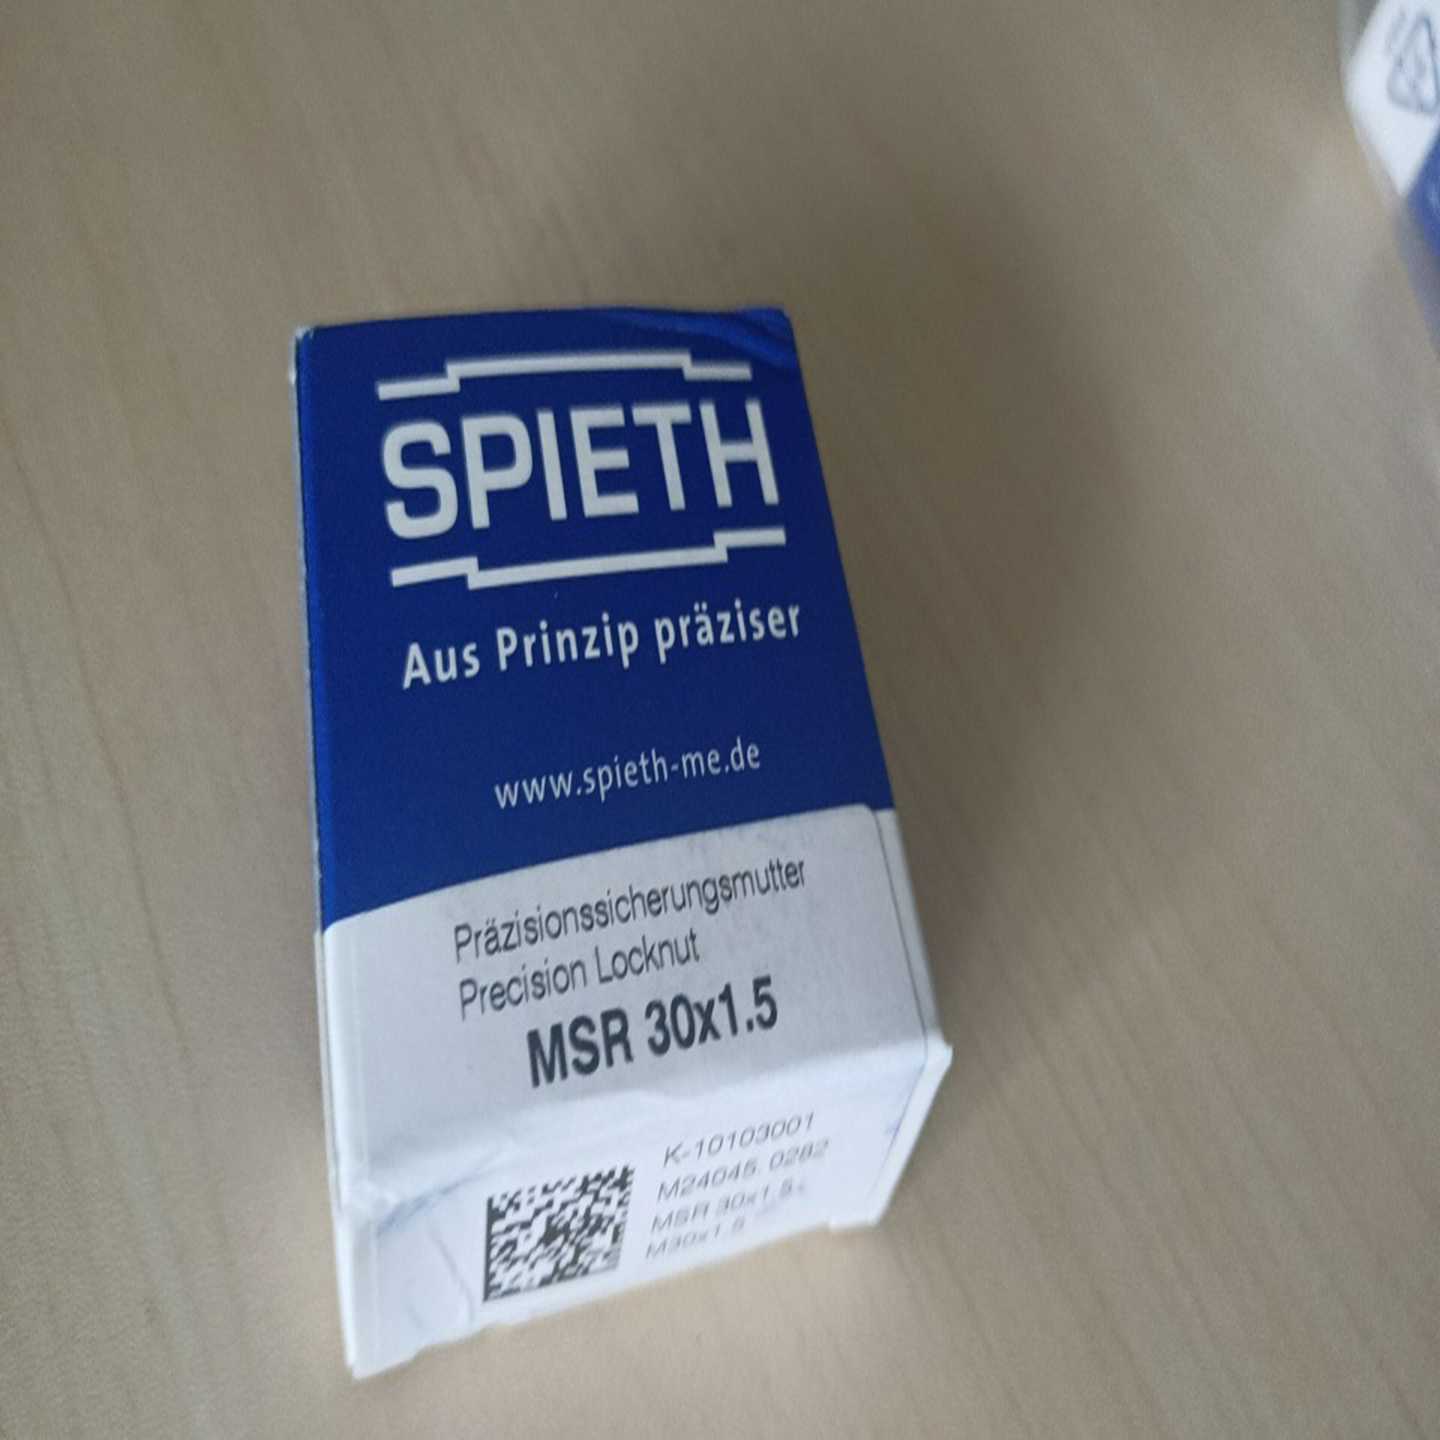 SPIETH
Aus Prinzip präziser
www.spieth-me.de
Präzisionssicherungsmutter
Precision Locknut
MSR 30x1.5
K-10103001
M24045. 0282
MSR 30x1.5
M30x1.5